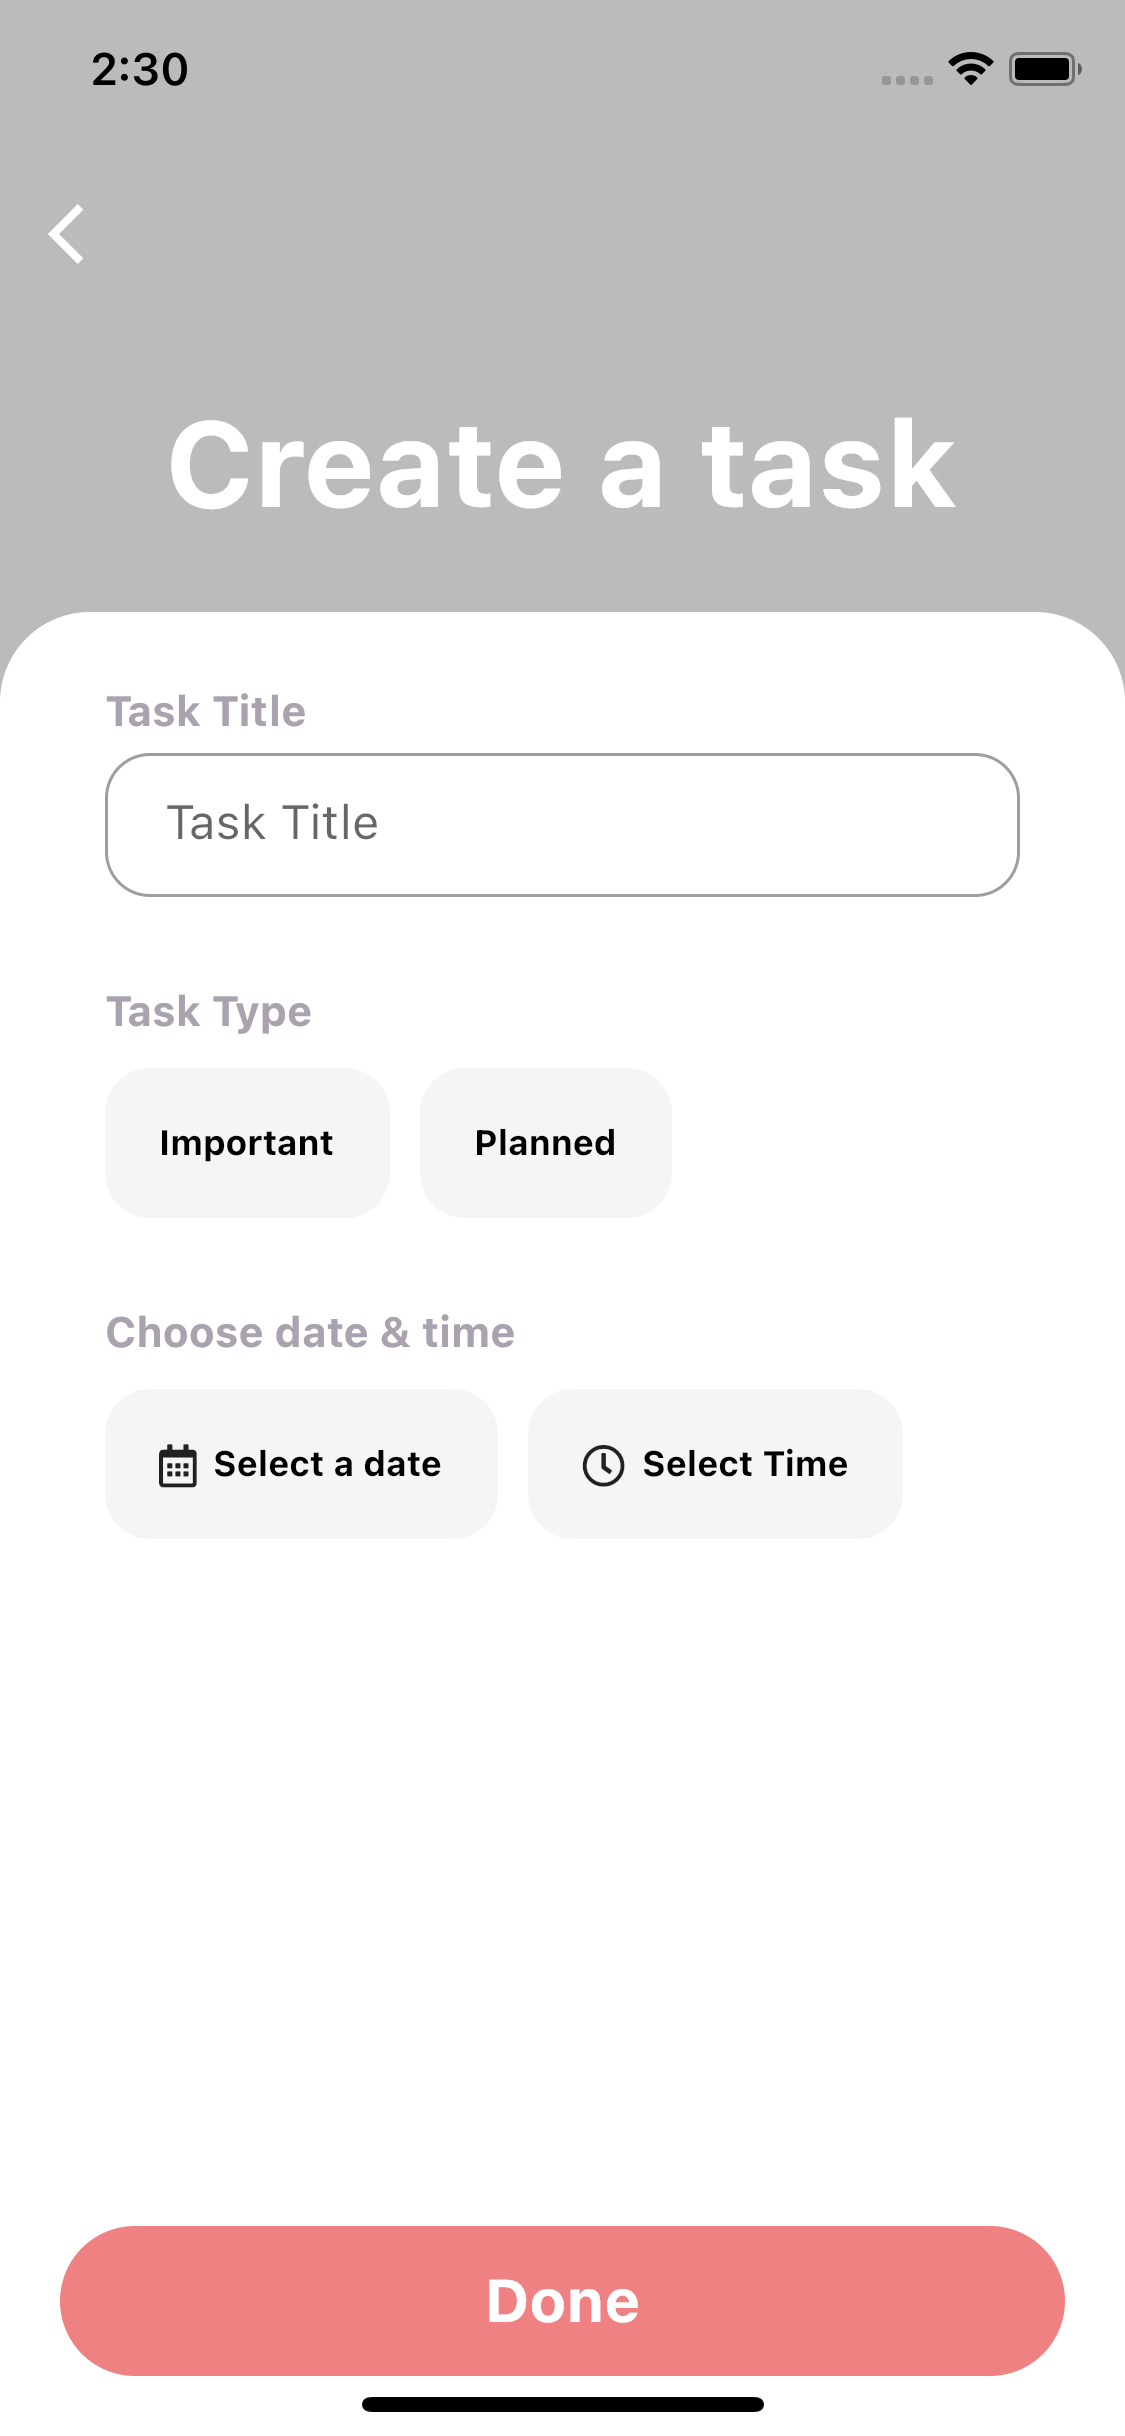 2:30
Create a task
Task Title
Task Title
Task Type
Important Planned
Choose date & time
Select a date Select Time
Done